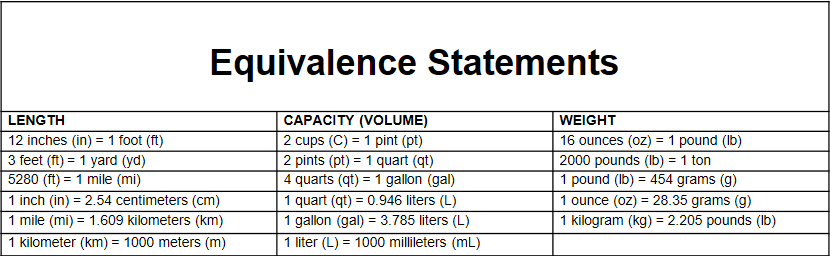 Equivalence Statements
LENGTH CAPACITY (VOLUME) WEIGHT
12 inches (in) = 1 foot (ft) 2 cups (C) = 1 pint (pt) 16 ounces (oz) = 1 pound (lb)
3 feet (ft) = 1 yard (yd) 2 pints (pt) = 1 quart (qt) 2000 pounds (lb) = 1 ton
5280 (ft) = 1 mile (mi) 4 quarts (qt) = 1 gallon (gal) 1 pound (lb) = 454 grams (g)
1 inch (in) = 2.54 centimeters (cm) 1 quart (qt) = 0.946 liters (L) 1 ounce (oz) = 28.35 grams (g)
1 mile (mi) = 1.609 kilometers (km) 1 gallon (gal) = 3.785 liters (L) 1 kilogram (kg) = 2.205 pounds (lb)
1 kilometer (km) = 1000 meters (m) 1 liter (L) = 1000 millileters (mL)